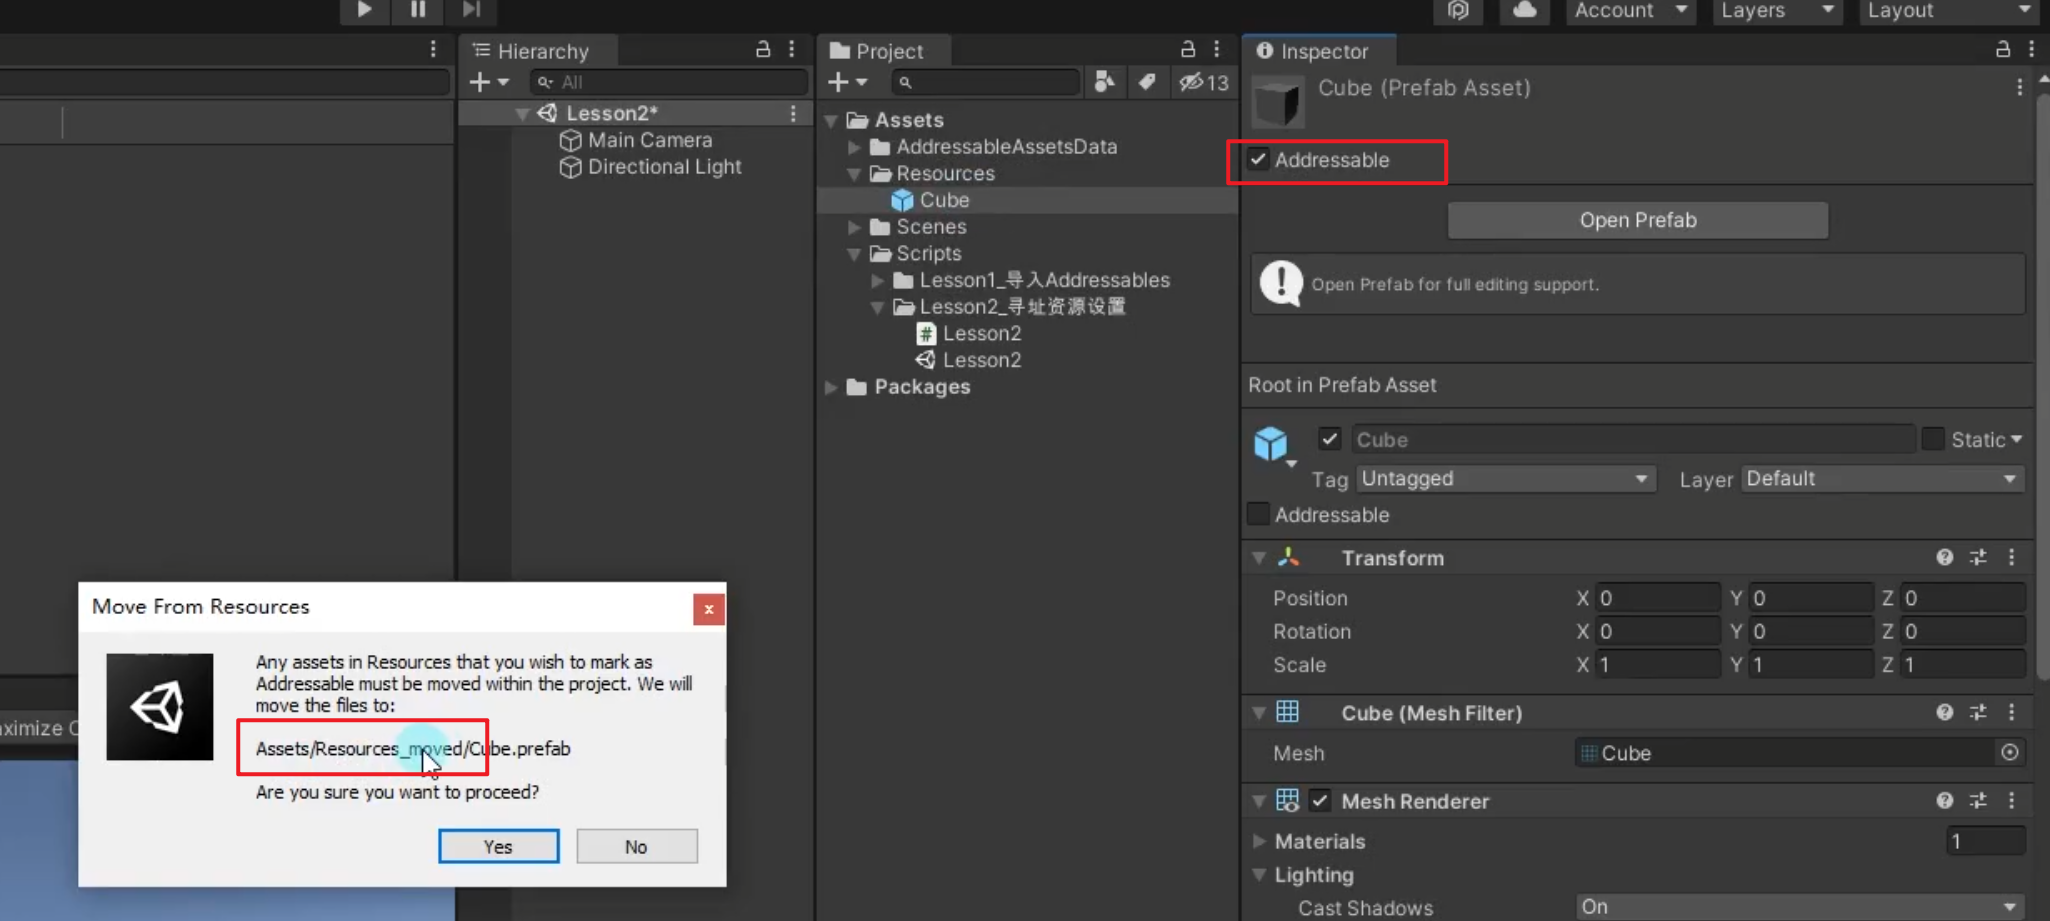 Account
Layers
Layout
Hierarchy
All
Lesson2*
Main Camera
Directional Light
Project
13
Assets
AddressableAssetsData
Resources
Cube
Scenes
Scripts
Lesson1_导入Addressables
Lesson2_寻址资源设置
Lesson2
Lesson2
Packages
Inspector
Cube (Prefab Asset)
Addressable
Open Prefab
Open Prefab for full editing support.
Root in Prefab Asset
Cube
Static
Tag Untagged Layer Default
Addressable
Transform
Position X 0 Y 0 Z 0
Rotation X 0 Y 0 Z 0
Scale X 1 Y 1 Z 1
Cube (Mesh Filter)
Mesh Cube
Mesh Renderer
Materials 1
Lighting
Cast Shadows On
Move From Resources
x
Any assets in Resources that you wish to mark as
Addressable must be moved within the project. We will
move the files to:
Assets/Resources_moved/Cube.prefab
Are you sure you want to proceed?
Yes No